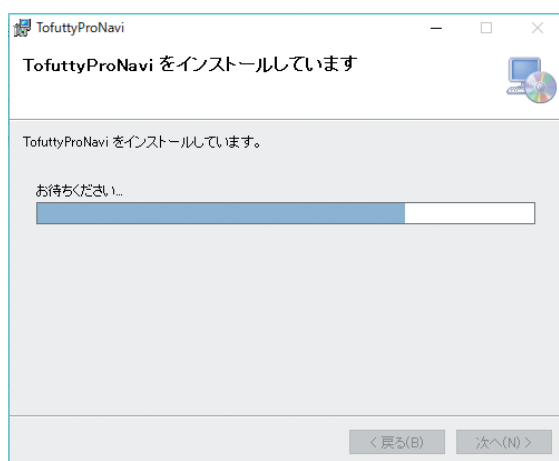 TofuttyProNavi
TofuttyProNavi をインストールしています
TofuttyProNavi をインストールしています。
お待ちください...
< 戻る(B)
次へ(N) >